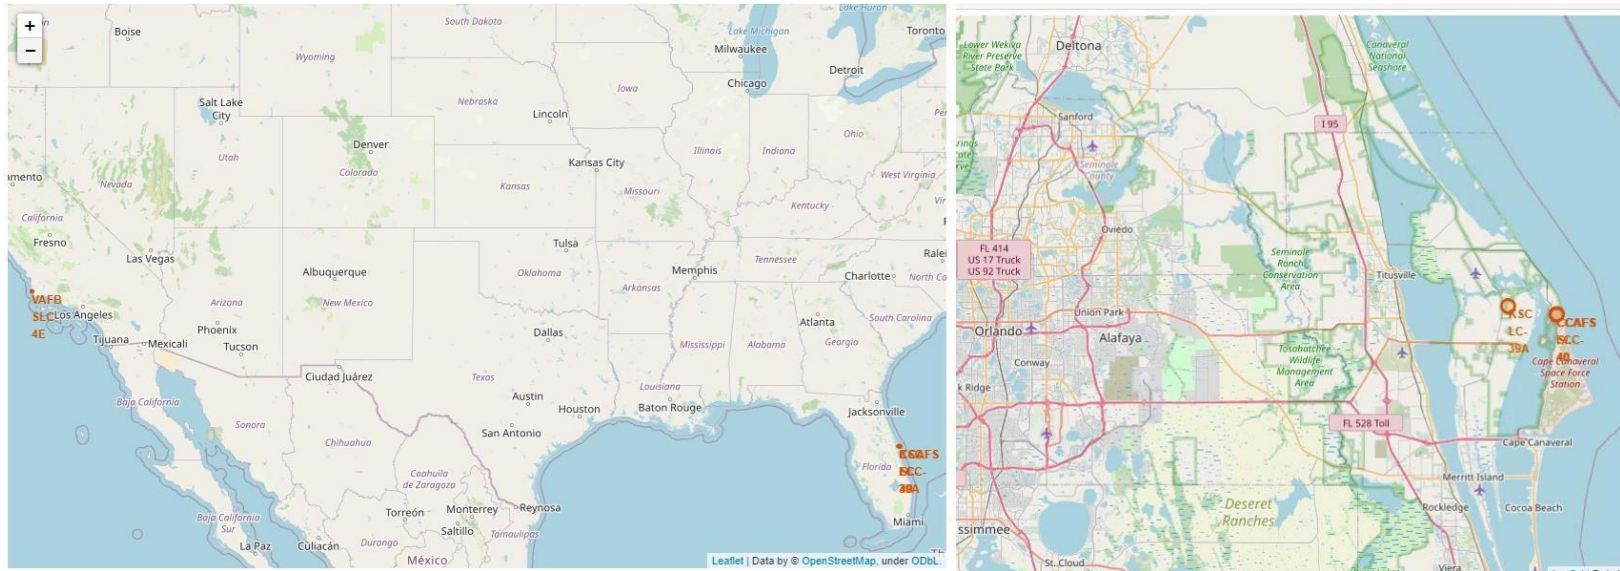 +
−
Boise
South Dakota
Lake Huron
Toronto
Wyoming
Milwaukee
Lake Michigan
Detroit
Chicago
Iowa
Nebraska
Salt Lake
City
Lincoln
Utah
Denver
Colorado
Illinois
Indiana
Ohio
Kansas City
Kansas
Missouri
West Virginia
Nevada
Kentucky
California
Fresno
Las Vegas
Tulsa
Albuquerque
Oklahoma
Memphis
Tennessee
Charlotte
Arkansas
VAFB
SLC-
4E
Los Angeles
Arizona
New Mexico
Phoenix
Tucson
Tijuana
Mexicali
Dallas
Atlanta
South Carolina
Mississippi
Alabama
Georgia
Ciudad Juárez
Texas
Louisiana
Baja California
Austin
Houston
Baton Rouge
Jacksonville
Sonora
San Antonio
Chihuahua
Coahuila
de Zaragoza
Florida
CCAFS
Baja California
Sur
Torreón
Monterrey
Reynosa
Saltillo
Miami
La Paz
Culiacán
Durango
Tamaulipas
México
Leaflet | Data by © OpenStreetMap, under ODbL.
Lower Wekiva
River Preserve
State Park
Deltona
Canaveral
National
Seashore
Sanford
I 95
Seminole
County
Oviedo
FL 414
US 17 Truck
US 92 Truck
Seminole
Ranch
Conservation
Area
Titusville
Union Park
Orlando
Alafaya
KSC
LC-
39A
CCAFS
SLC-
40
Conway
Tosohatchee
Wildlife
Management
Area
Cape Canaveral
Space Force
Station
FL 528 Toll
Cape Canaveral
Merritt Island
Deseret
Ranches
Rockledge
Cocoa Beach
St. Cloud
Viera